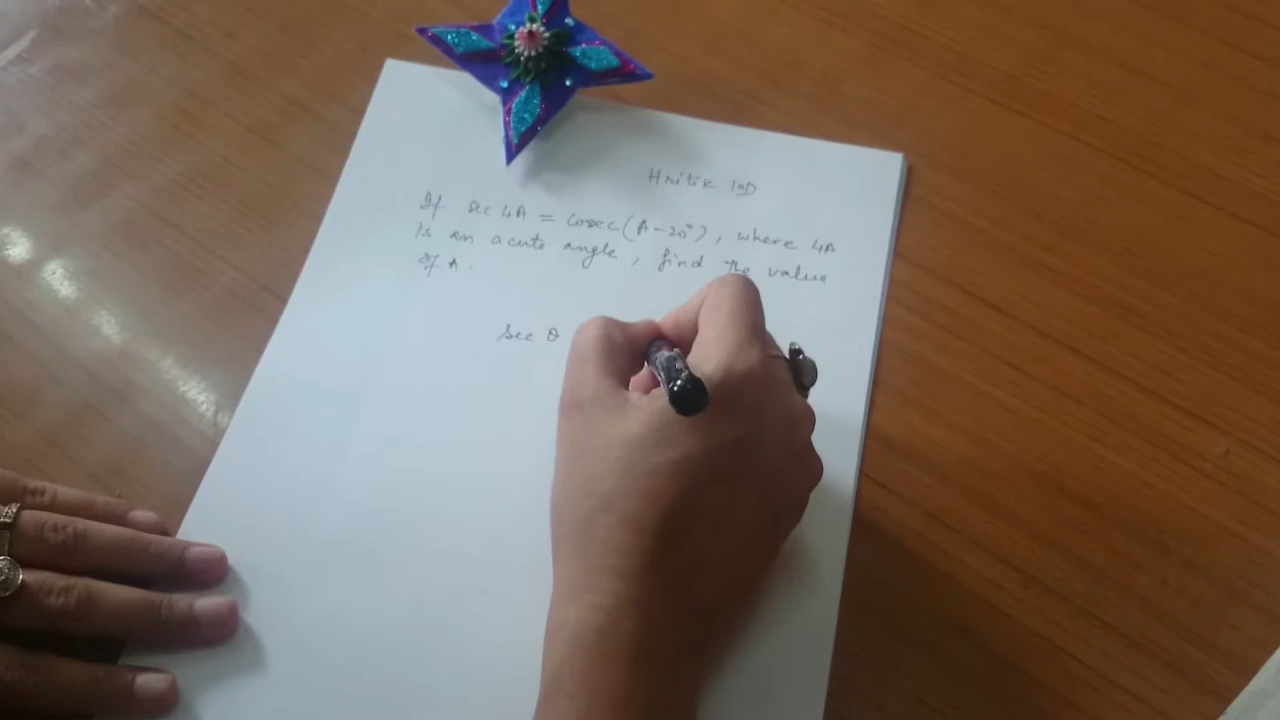 Hritik 10D
If sec 4A = cosec(A-20°), where 4A
is an acute angle, find the value
of A.
sec θ